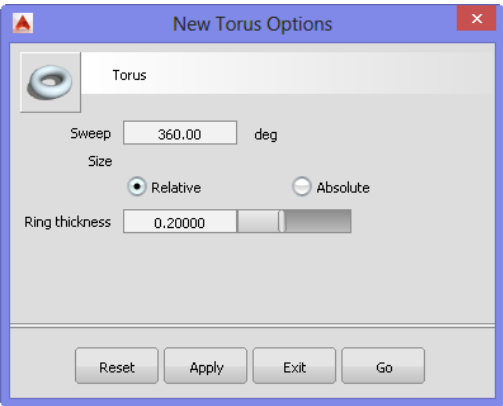 New Torus Options
Torus
Sweep 360.00 deg
Size
Relative Absolute
Ring thickness 0.20000
Reset Apply Exit Go